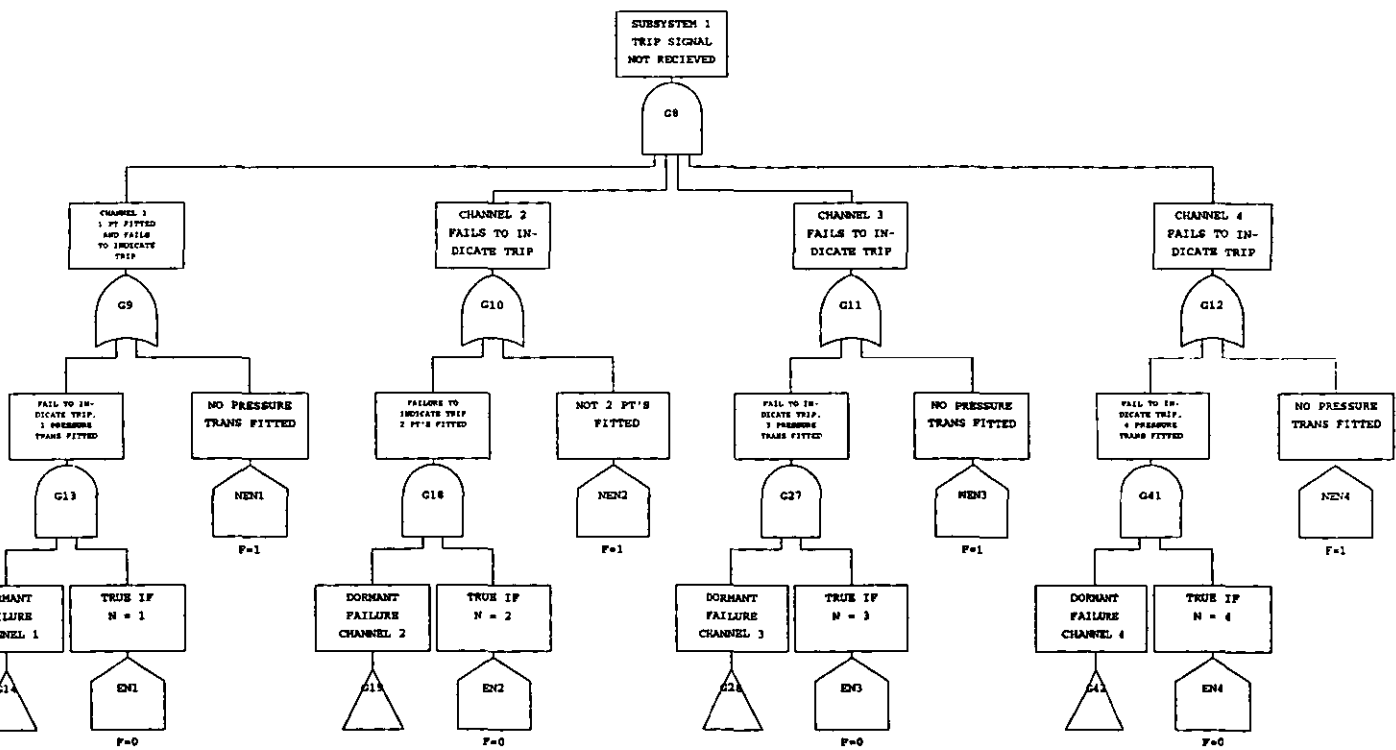 SUBSYSTEM 1
TRIP SIGNAL
NOT RECIEVED
G8
CHANNEL 1
1 PT FITTED
AND FAILS
TO INDICATE
TRIP
CHANNEL 2
FAILS TO IN-
DICATE TRIP
CHANNEL 3
FAILS TO IN-
DICATE TRIP
CHANNEL 4
FAILS TO IN-
DICATE TRIP
G9
G10
G11
G12
FAIL TO IN-
DICATE TRIP.
1 PRESSURE
TRANS FITTED
NO PRESSURE
TRANS FITTED
FAILURE TO
INDICATE TRIP
2 PT'S FITTED
NOT 2 PT'S
FITTED
FAIL TO IN-
DICATE TRIP.
3 PRESSURE
TRANS FITTED
NO PRESSURE
TRANS FITTED
FAIL TO IN-
DICATE TRIP.
4 PRESSURE
TRANS FITTED
NO PRESSURE
TRANS FITTED
G13
NEN1
G18
NEN2
G27
NEN3
G41
NEN4
F=1
F=1
F=1
F=1
RMANT
ILURE
NNEL 1
TRUE IF
N = 1
DORMANT
FAILURE
CHANNEL 2
TRUE IF
N = 2
DORMANT
FAILURE
CHANNEL 3
TRUE IF
N = 3
DORMANT
FAILURE
CHANNEL 4
TRUE IF
N = 4
G14
EN1
G19
EN2
G28
EN3
G42
EN4
F=0
F=0
F=0
F=0